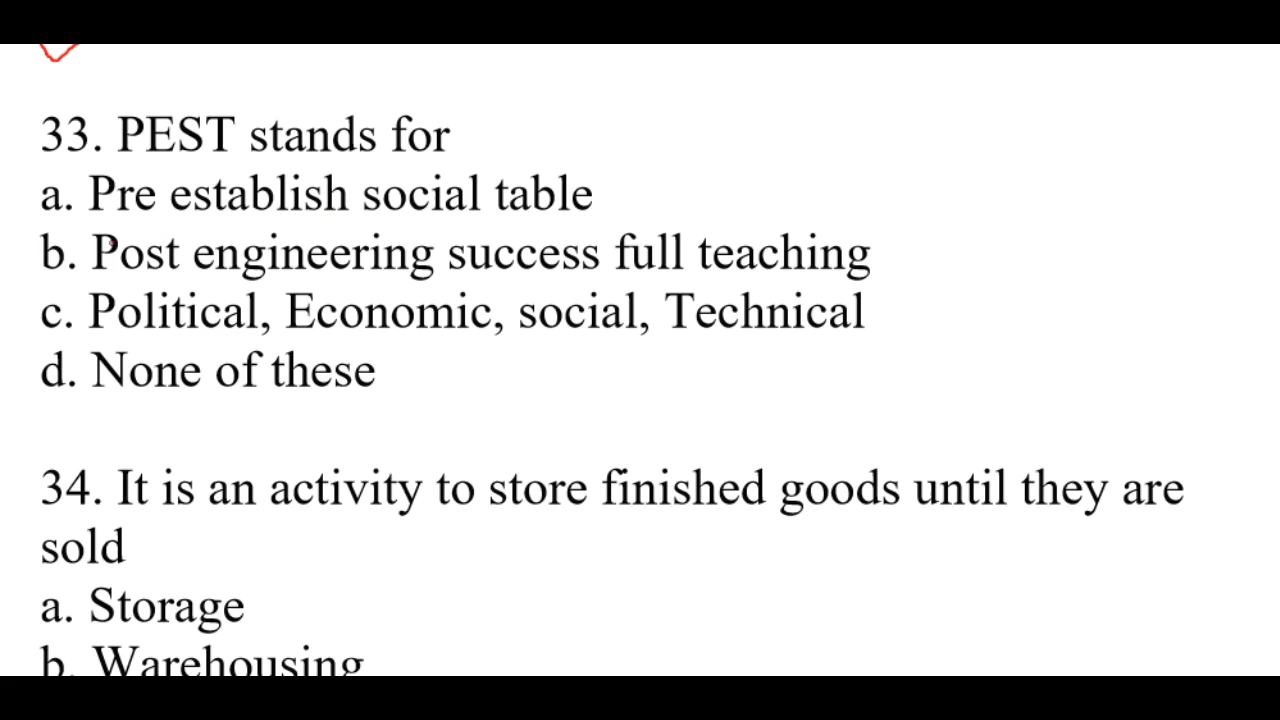 33. PEST stands for
a. Pre establish social table
b. Post engineering success full teaching
c. Political, Economic, social, Technical
d. None of these
34. It is an activity to store finished goods until they are
sold
a. Storage
b. Warehousing